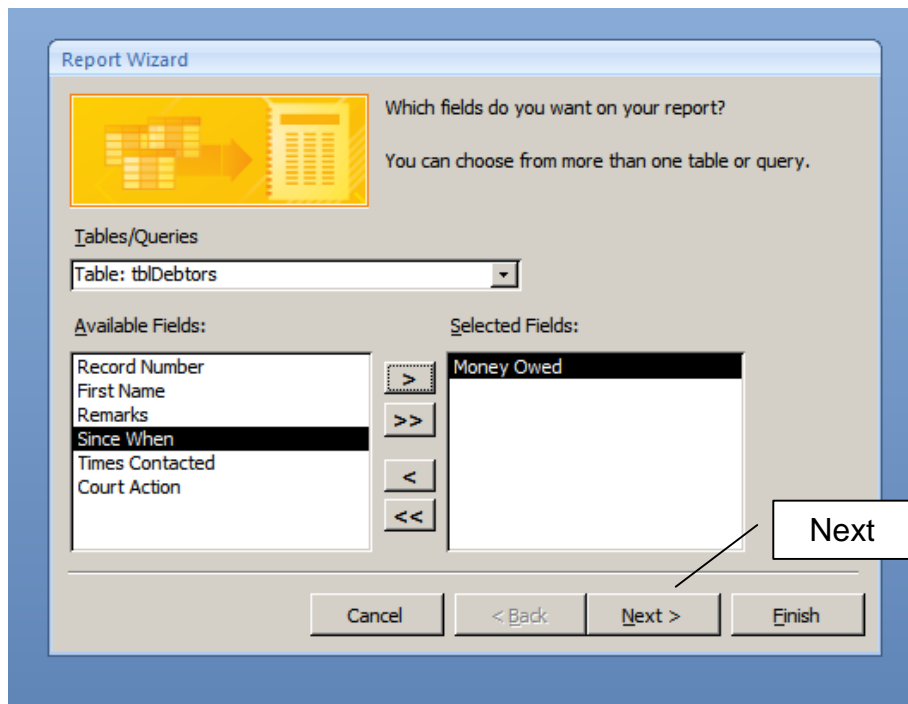 Report Wizard
Which fields do you want on your report?
You can choose from more than one table or query.
Tables/Queries
Table: tblDebtors
Available Fields:
Selected Fields:
Record Number
First Name
Remarks
Since When
Times Contacted
Court Action
>
>>
<
<<
Money Owed
Next
Cancel
< Back
Next >
Finish